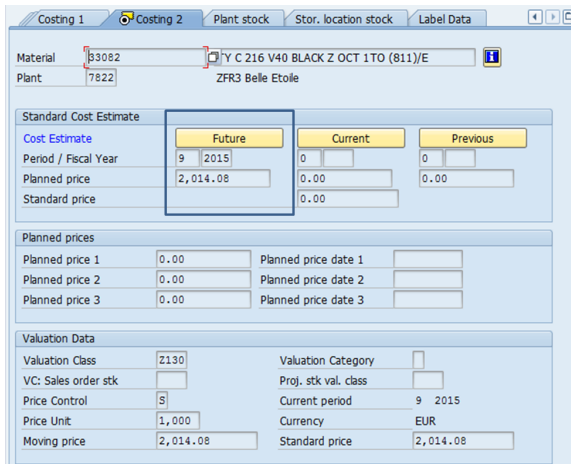 Costing 1 Costing 2 Plant stock Stor. location stock Label Data
Material 83082 Y C 216 V40 BLACK Z OCT 1TO (811)/E
Plant 7822 ZFR3 Belle Etoile
Standard Cost Estimate
Cost Estimate Future Current Previous
Period / Fiscal Year 9 2015 0 0
Planned price 2,014.08 0.00 0.00
Standard price 0.00
Planned prices
Planned price 1 0.00 Planned price date 1
Planned price 2 0.00 Planned price date 2
Planned price 3 0.00 Planned price date 3
Valuation Data
Valuation Class Z130 Valuation Category
VC: Sales order stk Proj. stk val. class
Price Control S Current period 9 2015
Price Unit 1,000 Currency EUR
Moving price 2,014.08 Standard price 2,014.08